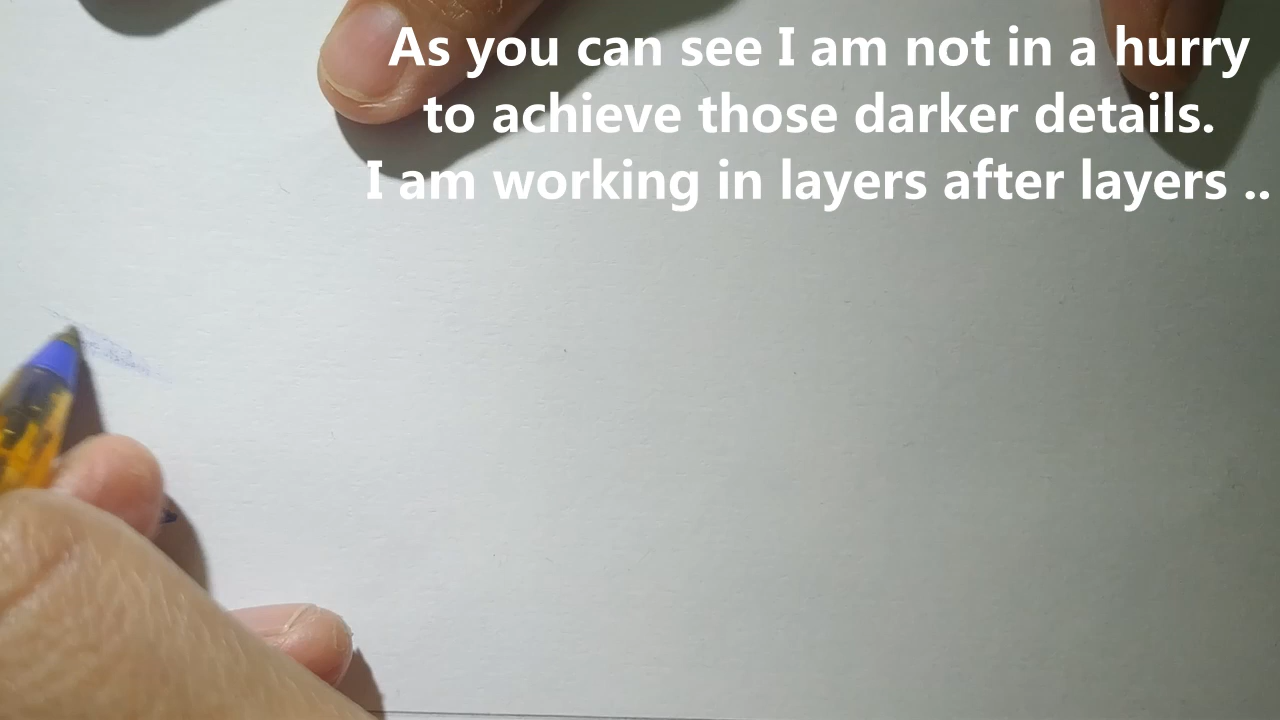 As you can see I am not in a hurry
to achieve those darker details.
I am working in layers after layers ..